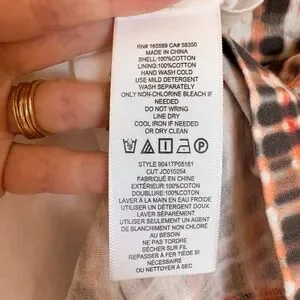 RN# 165589 CA# 58350
MADE IN CHINA
SHELL:100%COTTON
LINING:100%COTTON
HAND WASH COLD
USE MILD DETERGENT
WASH SEPARATELY
ONLY NON-CHLORINE BLEACH IF
NEEDED
DO NOT WRING
LINE DRY
COOL IRON IF NEEDED
OR DRY CLEAN
STYLE 9041TP05161
CUT JO010254
FABRIQUÉ EN CHINE
EXTÉRIEUR:100%COTON
DOUBLURE:100%COTON
LAVER À LA MAIN EAU FROIDE
UTILISER UN DÉTERGENT DOUX
LAVER SÉPARÉMENT
UTILISER SEULEMENT UN AGENT
DE BLANCHIMENT NON CHLORÉ
AU BESOIN
NE PAS TORDRE
SÉCHER SUR FIL
REPASSER À FER TIÈDE SI
NÉCESSAIRE
OU NETTOYER À SEC